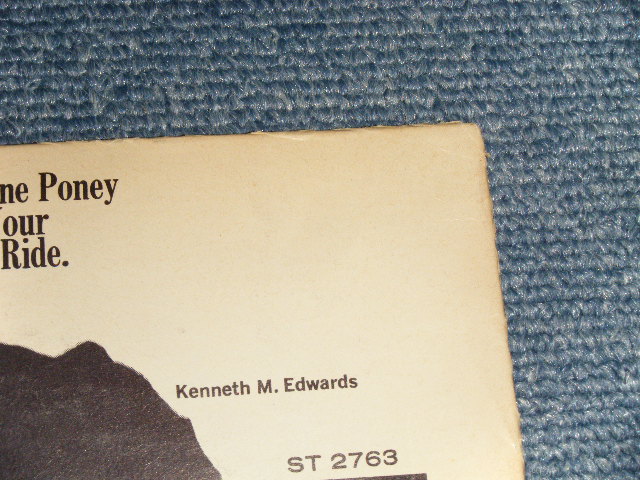 ne Poney
our
Ride.
Kenneth M. Edwards
ST 2763